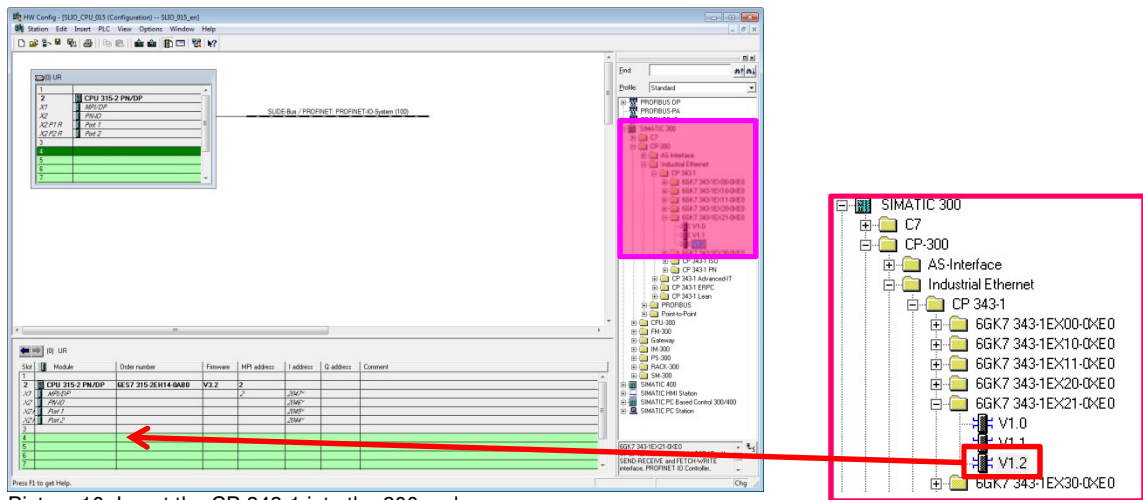 HW Config - [SLIO_CPU_015 (Configuration) -- SLIO_015_en]
Station Edit Insert PLC View Options Window Help
(0) UR
1
2 CPU 315-2 PN/DP
X1 MPI/DP
X2 PN-IO
X2 P1 R Port 1
X2 P2 R Port 2
3
4
5
6
7
SLIDE-Bus / PROFINET: PROFINET-IO-System (100)
Find:
Profile: Standard
PROFIBUS DP
PROFIBUS-PA
SIMATIC 300
C7
CP-300
AS-Interface
Industrial Ethernet
CP 343-1
6GK7 343-1EX00-0XE0
6GK7 343-1EX10-0XE0
6GK7 343-1EX11-0XE0
6GK7 343-1EX20-0XE0
6GK7 343-1EX21-0XE0
V1.0
V1.1
V1.2
6GK7 343-1EX30-0XE0
CP 343-1 ISO
CP 343-1 PN
CP 343-1 Advanced-IT
CP 343-1 ERPC
CP 343-1 Lean
PROFIBUS
Point-to-Point
CPU-300
FM-300
Gateway
IM-300
PS-300
RACK-300
SM-300
SIMATIC 400
SIMATIC HMI Station
SIMATIC PC Based Control 300/400
SIMATIC PC Station
6GK7 343-1EX21-0XE0
SEND-RECEIVE and FETCH-WRITE
interface, PROFINET IO Controller,
(0) UR
Slot Module Order number Firmware MPI address I address Q address Comment
1
2 CPU 315-2 PN/DP 6ES7 315-2EH14-0AB0 V3.2 2
X1 MPI/DP 2 2047*
X2 PN-IO 2046*
X2 Port 1 2045*
X2 Port 2 2044*
3
4
5
6
7
Press F1 to get Help.
Chg
SIMATIC 300
C7
CP-300
AS-Interface
Industrial Ethernet
CP 343-1
6GK7 343-1EX00-0XE0
6GK7 343-1EX10-0XE0
6GK7 343-1EX11-0XE0
6GK7 343-1EX20-0XE0
6GK7 343-1EX21-0XE0
V1.0
V1.1
V1.2
6GK7 343-1EX30-0XE0